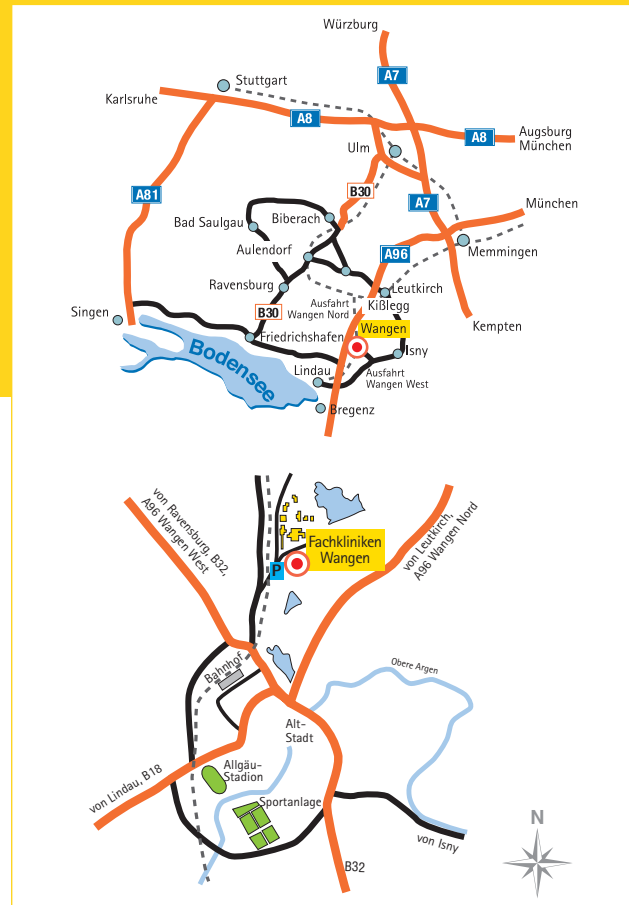 Würzburg
A7
Stuttgart
Karlsruhe
A8
A8
Augsburg
München
Ulm
B30
A81
A7
München
Biberach
Bad Saulgau
Aulendorf
A96
Memmingen
Ravensburg
Leutkirch
Ausfahrt
Wangen Nord
Kißlegg
B30
Singen
Wangen
Kempten
Friedrichshafen
Isny
Bodensee
Lindau
Ausfahrt
Wangen West
Bregenz
von Ravensburg, B32,
A96 Wangen West
von Leutkirch,
A96 Wangen Nord
Fachkliniken
Wangen
P
Bahnhof
Obere Argen
Alt-
Stadt
Allgäu-
Stadion
von Lindau, B18
Sportanlage
von Isny
N
B32